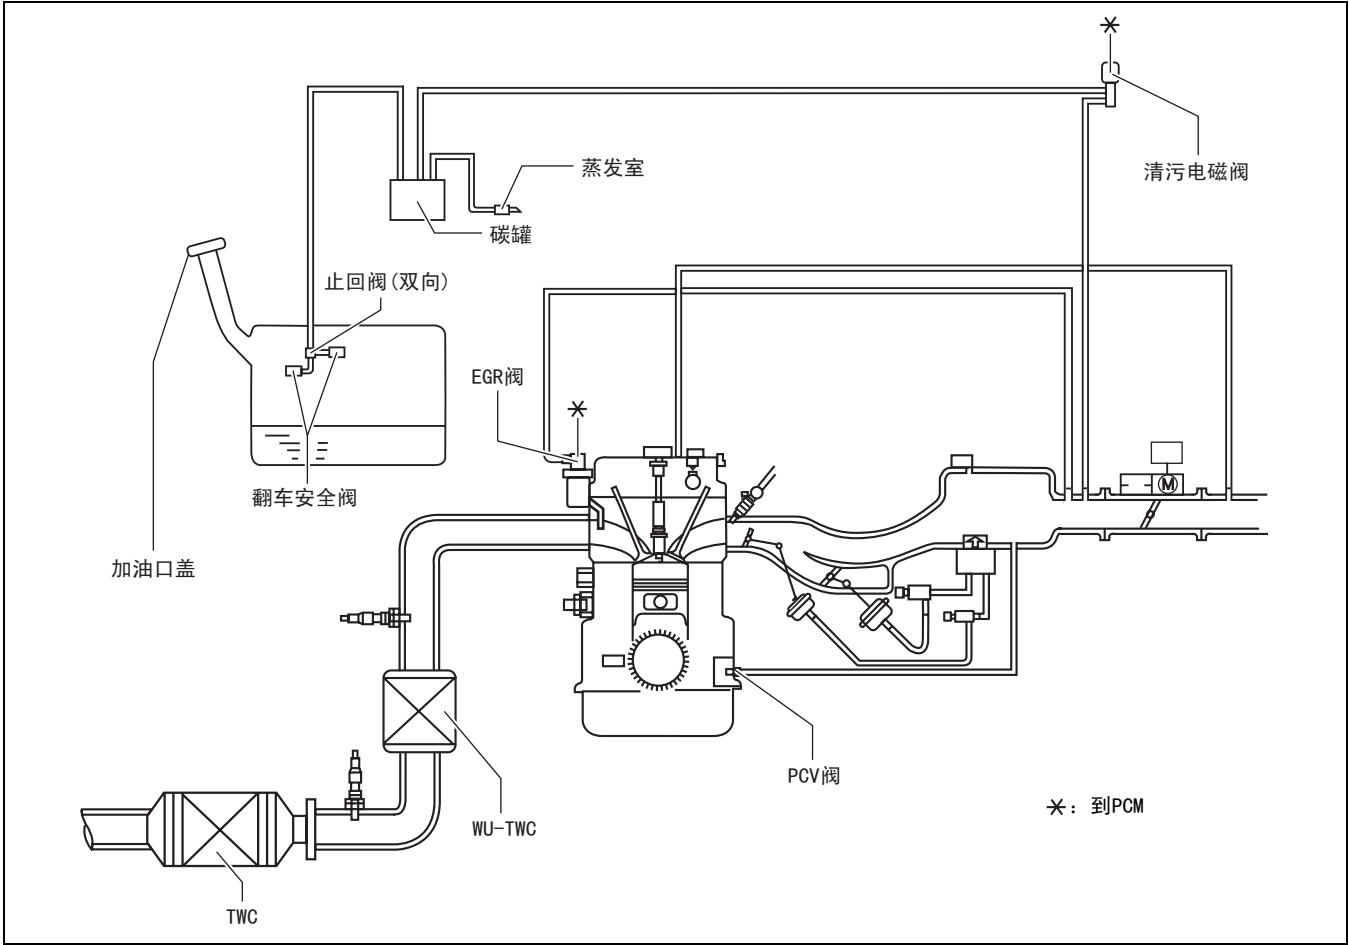 清污电磁阀
蒸发室
碳罐
止回阀(双向)
EGR阀
翻车安全阀
加油口盖
M
PCV阀
WU-TWC
*: 到PCM
TWC